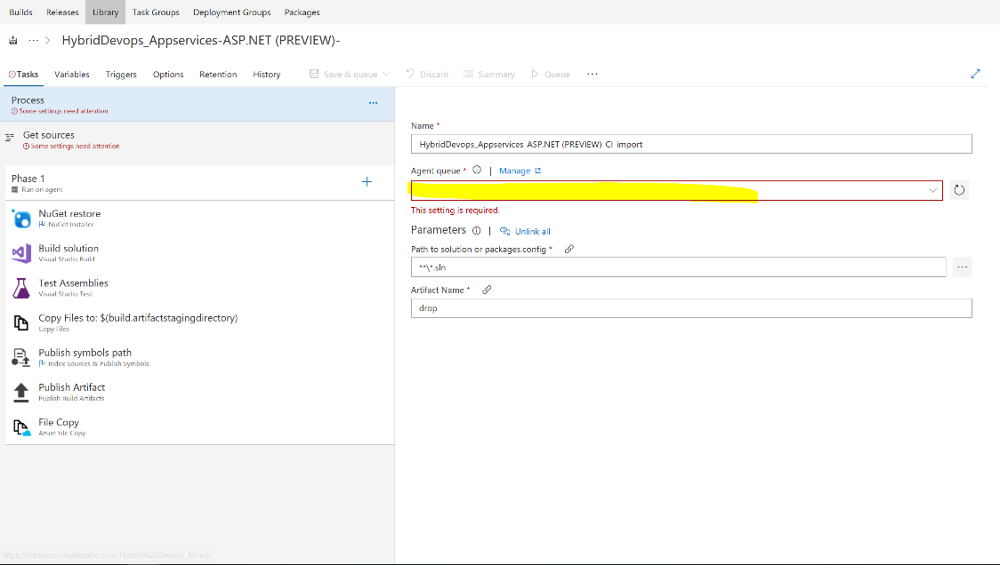 Builds Releases Library Task Groups Deployment Groups Packages
HybridDevops_Appservices-ASP.NET (PREVIEW)-
Tasks Variables Triggers Options Retention History Save & queue Discard Summary Queue ...
Process
Some settings need attention
Get sources
Some settings need attention
Phase 1
Run on agent
NuGet restore
NuGet Installer
Build solution
Visual Studio Build
Test Assemblies
Visual Studio Test
Copy Files to: $(build.artifactstagingdirectory)
Copy Files
Publish symbols path
Index Sources & Publish Symbols
Publish Artifact
Publish Build Artifacts
File Copy
Azure File Copy
Name *
HybridDevops_Appservices ASP.NET (PREVIEW) CI import
Agent queue * | Manage
This setting is required.
Parameters | Unlink all
Path to solution or packages.config *
**\*.sln
Artifact Name *
drop
https://mtcmuc.visualstudio.com/Hybrid%20Devop/_library